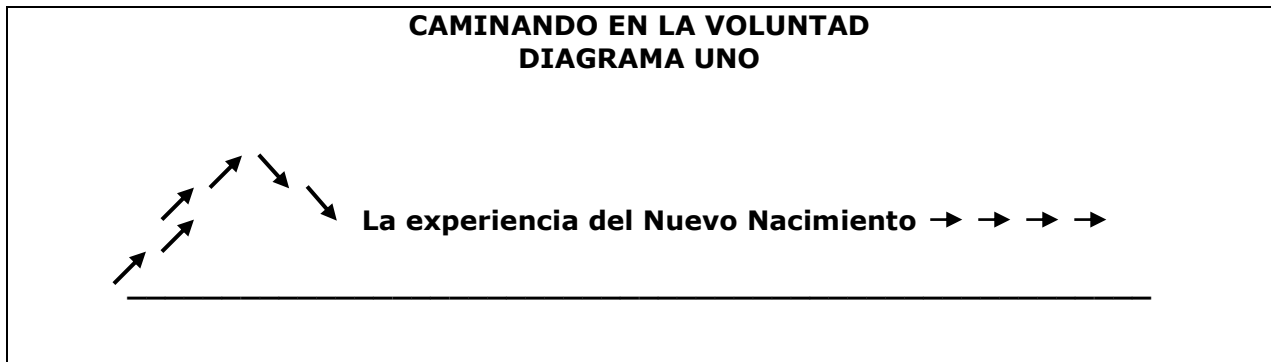 CAMINANDO EN LA VOLUNTAD
DIAGRAMA UNO
La experiencia del Nuevo Nacimiento